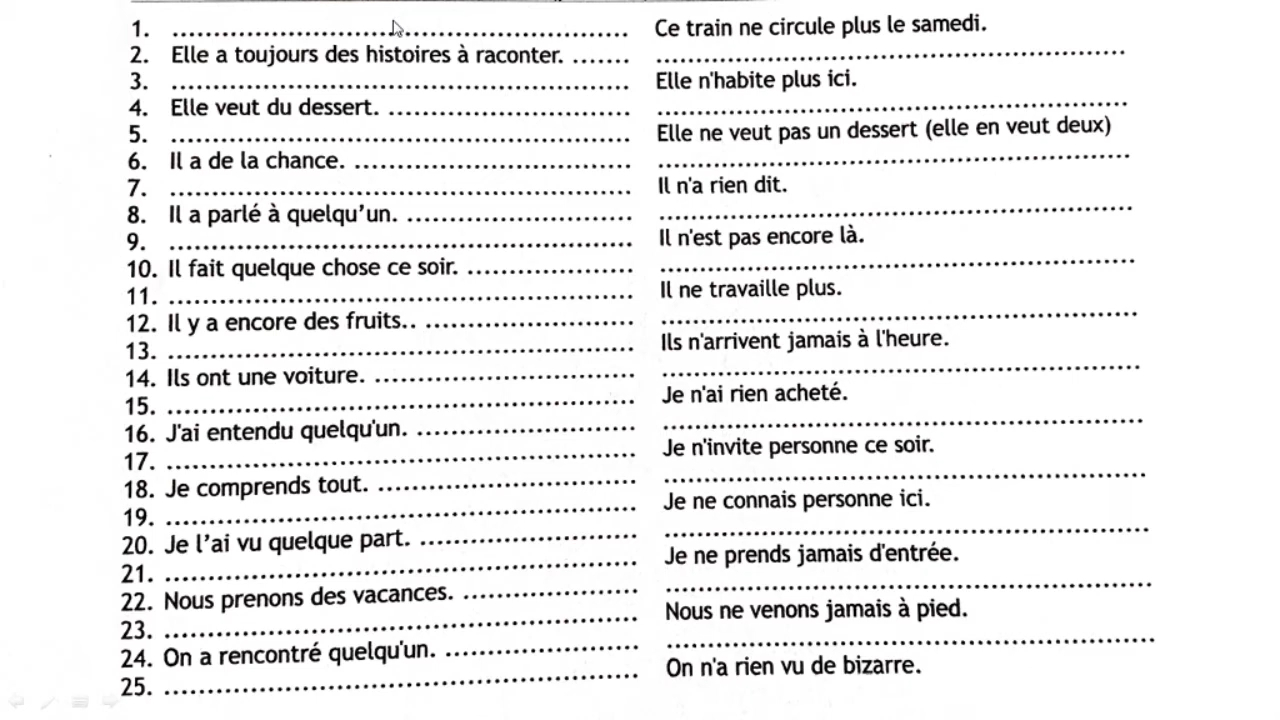 1. ................................ Ce train ne circule plus le samedi.
2. Elle a toujours des histoires à raconter. ....... ................................
3. ................................ Elle n'habite plus ici.
4. Elle veut du dessert. ................................ ................................
5. ................................ Elle ne veut pas un dessert (elle en veut deux)
6. Il a de la chance. ................................ ................................
7. ................................ Il n'a rien dit.
8. Il a parlé à quelqu’un. ................................ ................................
9. ................................ Il n'est pas encore là.
10. Il fait quelque chose ce soir. .................... ................................
11. ................................ Il ne travaille plus.
12. Il y a encore des fruits.. ......................... ................................
13. ................................ Ils n'arrivent jamais à l'heure.
14. Ils ont une voiture. ................................ ................................
15. ................................ Je n'ai rien acheté.
16. J'ai entendu quelqu'un. .......................... ................................
17. ................................ Je n'invite personne ce soir.
18. Je comprends tout. ............................... ................................
19. ................................ Je ne connais personne ici.
20. Je l’ai vu quelque part. .......................... ................................
21. ................................ Je ne prends jamais d'entrée.
22. Nous prenons des vacances. ..................... ................................
23. ................................ Nous ne venons jamais à pied.
24. On a rencontré quelqu'un. ....................... ................................
25. ................................ On n'a rien vu de bizarre.